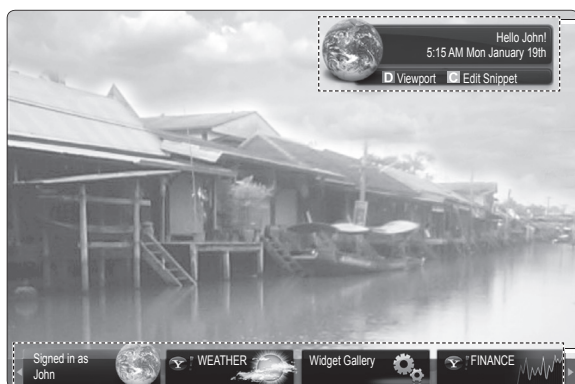 Hello John!
5:15 AM Mon January 19th
D Viewport C Edit Snippet
Signed in as
John
Y! WEATHER
Widget Gallery
Y! FINANCE